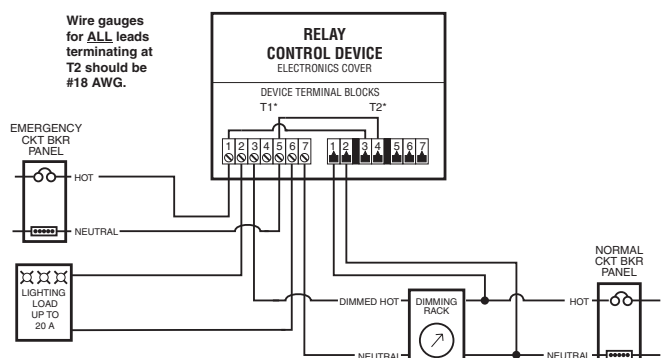 Wire gauges
for ALL leads
terminating at
T2 should be
#18 AWG.
RELAY
CONTROL DEVICE
ELECTRONICS COVER
DEVICE TERMINAL BLOCKS
T1*
T2*
1 2 3 4 5 6 7
1 2 3 4 5 6 7
EMERGENCY
CKT BKR
PANEL
HOT
NEUTRAL
LIGHTING
LOAD
UP TO
20 A
DIMMED HOT
DIMMING
RACK
NEUTRAL
NORMAL
CKT BKR
PANEL
HOT
NEUTRAL